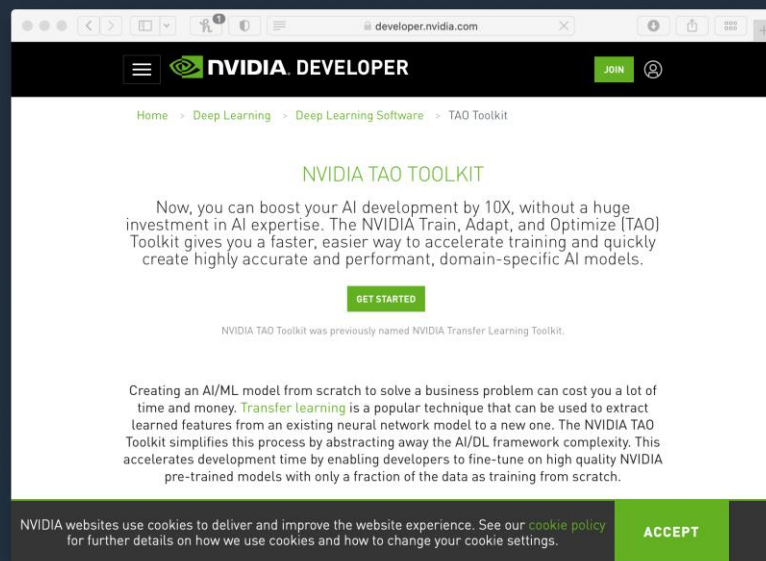 1
developer.nvidia.com
NVIDIA. DEVELOPER
JOIN
Home > Deep Learning > Deep Learning Software > TAO Toolkit
NVIDIA TAO TOOLKIT
Now, you can boost your AI development by 10X, without a huge
investment in AI expertise. The NVIDIA Train, Adapt, and Optimize (TAO)
Toolkit gives you a faster, easier way to accelerate training and quickly
create highly accurate and performant, domain-specific AI models.
GET STARTED
NVIDIA TAO Toolkit was previously named NVIDIA Transfer Learning Toolkit.
Creating an AI/ML model from scratch to solve a business problem can cost you a lot of
time and money. Transfer learning is a popular technique that can be used to extract
learned features from an existing neural network model to a new one. The NVIDIA TAO
Toolkit simplifies this process by abstracting away the AI/DL framework complexity. This
accelerates development time by enabling developers to fine-tune on high quality NVIDIA
pre-trained models with only a fraction of the data as training from scratch.
NVIDIA websites use cookies to deliver and improve the website experience. See our cookie policy
for further details on how we use cookies and how to change your cookie settings.
ACCEPT